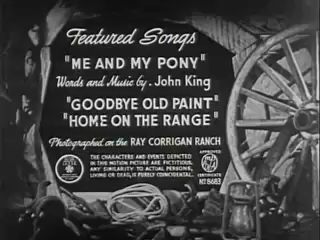 Featured Songs
"ME AND MY PONY"
Words and Music by. John King
"GOODBYE OLD PAINT"
"HOME ON THE RANGE"
Photographed on the RAY CORRIGAN RANCH
THE CHARACTERS AND EVENTS DEPICTED
IN THIS MOTION PICTURE ARE FICTITIOUS.
ANY SIMILARITY TO ACTUAL PERSONS,
LIVING OR DEAD, IS PURELY COINCIDENTAL.
APPROVED
CERTIFICATE
No 8683